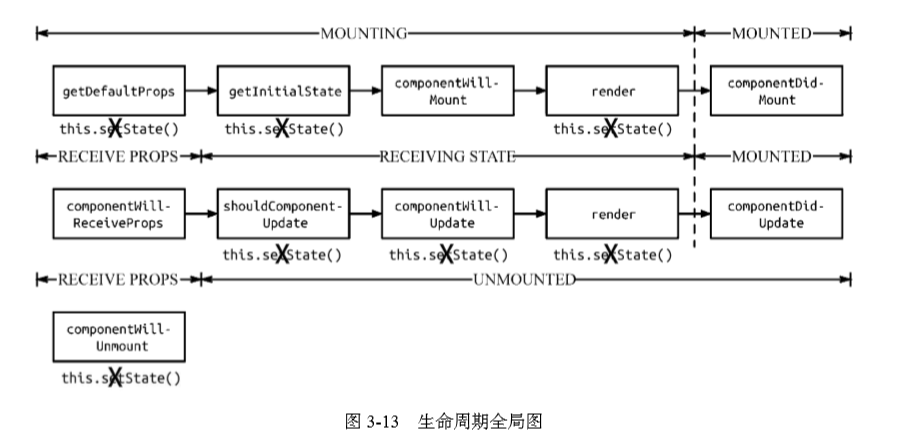 MOUNTING MOUNTED
getDefaultProps getInitialState componentWill-Mount render componentDid-Mount
this.setState() this.setState() this.setState()
RECEIVE PROPS RECEIVING STATE MOUNTED
componentWill-ReceiveProps shouldComponent-Update componentWill-Update render componentDid-Update
this.setState() this.setState() this.setState()
RECEIVE PROPS UNMOUNTED
componentWill-Unmount
this.setState()
图 3-13 生命周期全局图